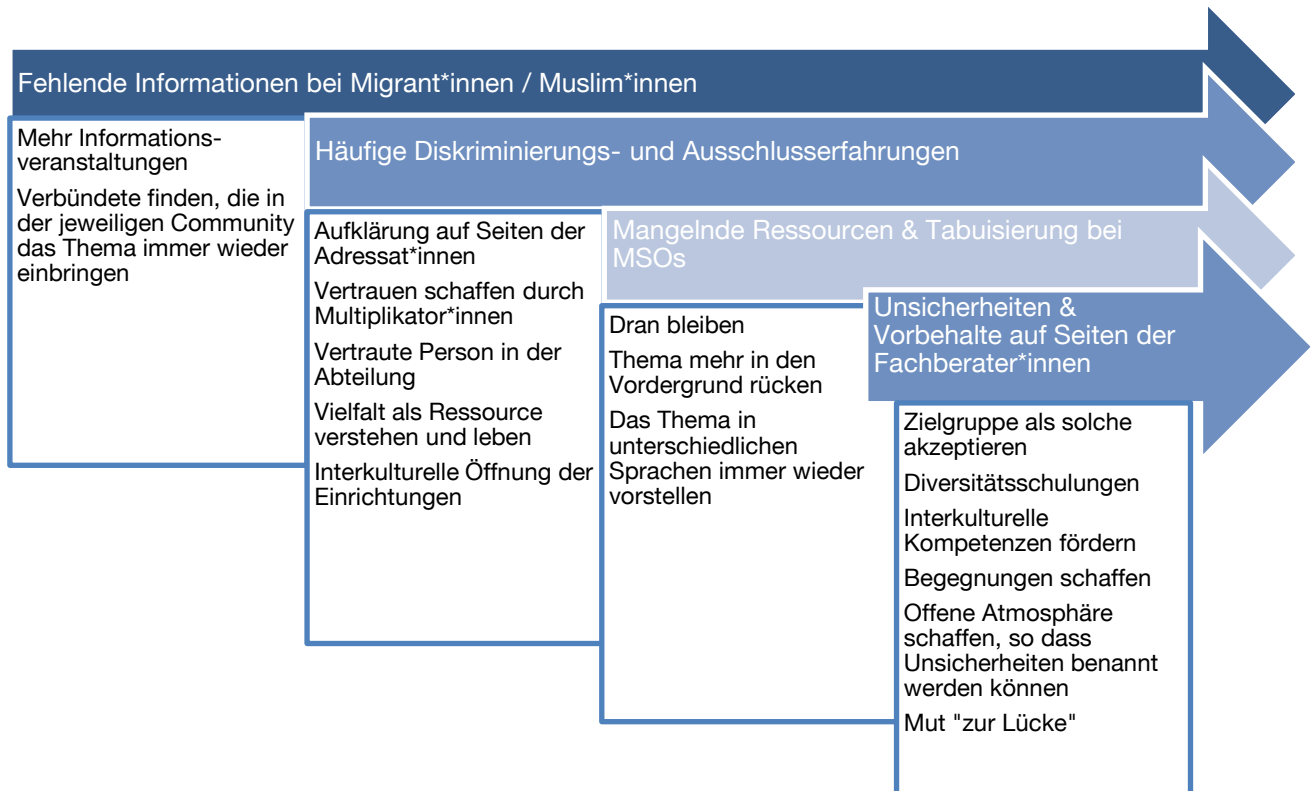 Fehlende Informationen bei Migrant*innen / Muslim*innen
Mehr Informations-
veranstaltungen
Verbündete finden, die in
der jeweiligen Community
das Thema immer wieder
einbringen
Häufige Diskriminierungs- und Ausschlusserfahrungen
Aufklärung auf Seiten der
Adressat*innen
Vertrauen schaffen durch
Multiplikator*innen
Vertraute Person in der
Abteilung
Vielfalt als Ressource
verstehen und leben
Interkulturelle Öffnung der
Einrichtungen
Mangelnde Ressourcen & Tabuisierung bei
MSOs
Dran bleiben
Thema mehr in den
Vordergrund rücken
Das Thema in
unterschiedlichen
Sprachen immer wieder
vorstellen
Unsicherheiten &
Vorbehalte auf Seiten der
Fachberater*innen
Zielgruppe als solche
akzeptieren
Diversitätsschulungen
Interkulturelle
Kompetenzen fördern
Begegnungen schaffen
Offene Atmosphäre
schaffen, so dass
Unsicherheiten benannt
werden können
Mut "zur Lücke"